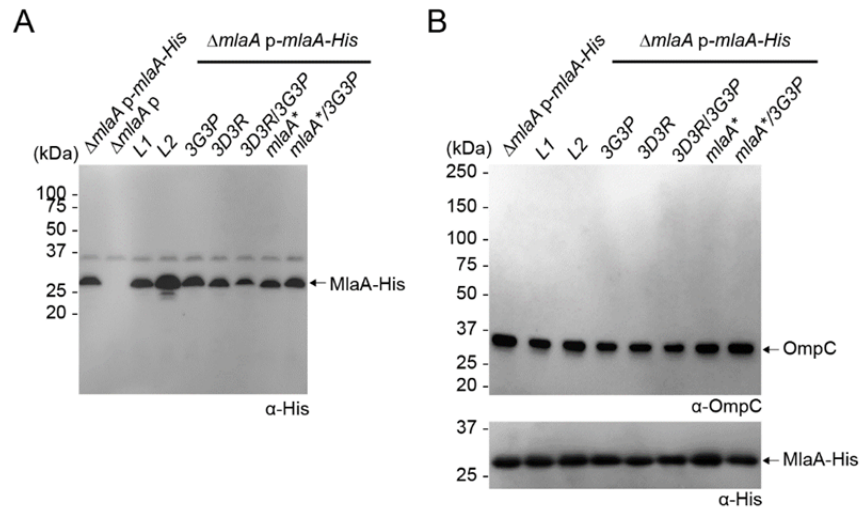 A
ΔmlaA p-mlaA-His
ΔmlaA p-mlaA-His
ΔmlaA p
L1
L2
3G3P
3D3R
3D3R/3G3P
mlaA*
mlaA*/3G3P
(kDa)
100 -
75 -
50 -
37 -
25 -
20 -
MlaA-His
α-His
B
ΔmlaA p-mlaA-His
ΔmlaA p-mlaA-His
L1
L2
3G3P
3D3R
3D3R/3G3P
mlaA*
mlaA*/3G3P
(kDa)
250 -
150 -
100 -
75 -
50 -
37 -
25 -
20 -
OmpC
α-OmpC
37 -
25 -
MlaA-His
α-His